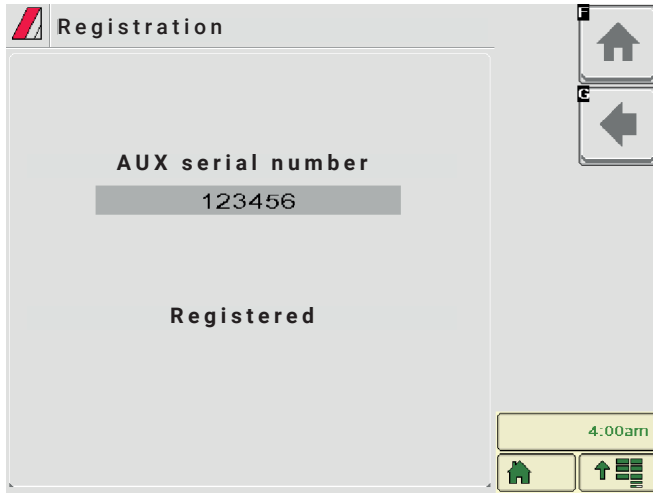 Registration
F
G
AUX serial number
123456
Registered
4:00am